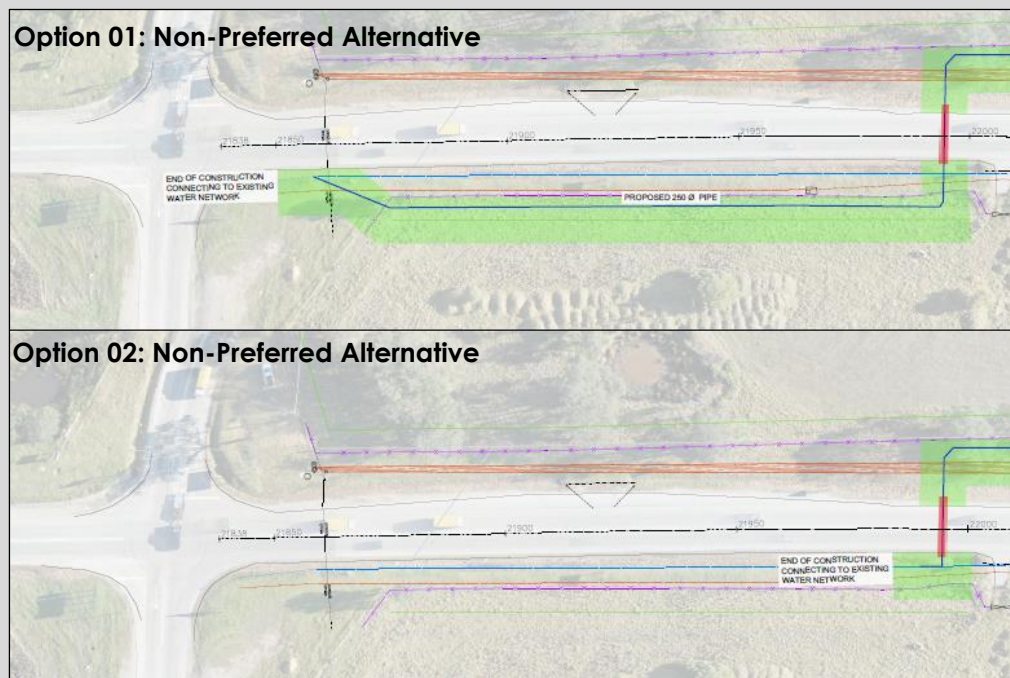 Option 01: Non-Preferred Alternative
21838
21850
21900
21950
22000
END OF CONSTRUCTION
CONNECTING TO EXISTING
WATER NETWORK
PROPOSED 250 Ø PIPE
Option 02: Non-Preferred Alternative
21838
21850
21900
21950
22000
END OF CONSTRUCTION
CONNECTING TO EXISTING
WATER NETWORK